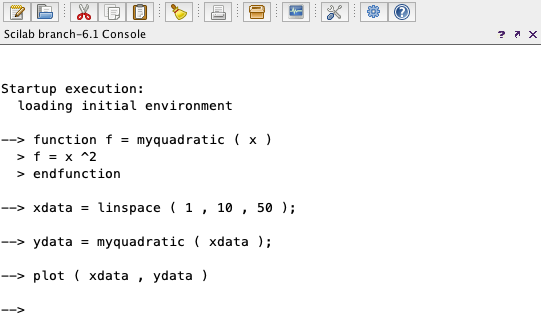 Scilab branch-6.1 Console
Startup execution:
  loading initial environment
--> function f = myquadratic ( x )
  > f = x ^2
  > endfunction
--> xdata = linspace ( 1 , 10 , 50 );
--> ydata = myquadratic ( xdata );
--> plot ( xdata , ydata )
-->